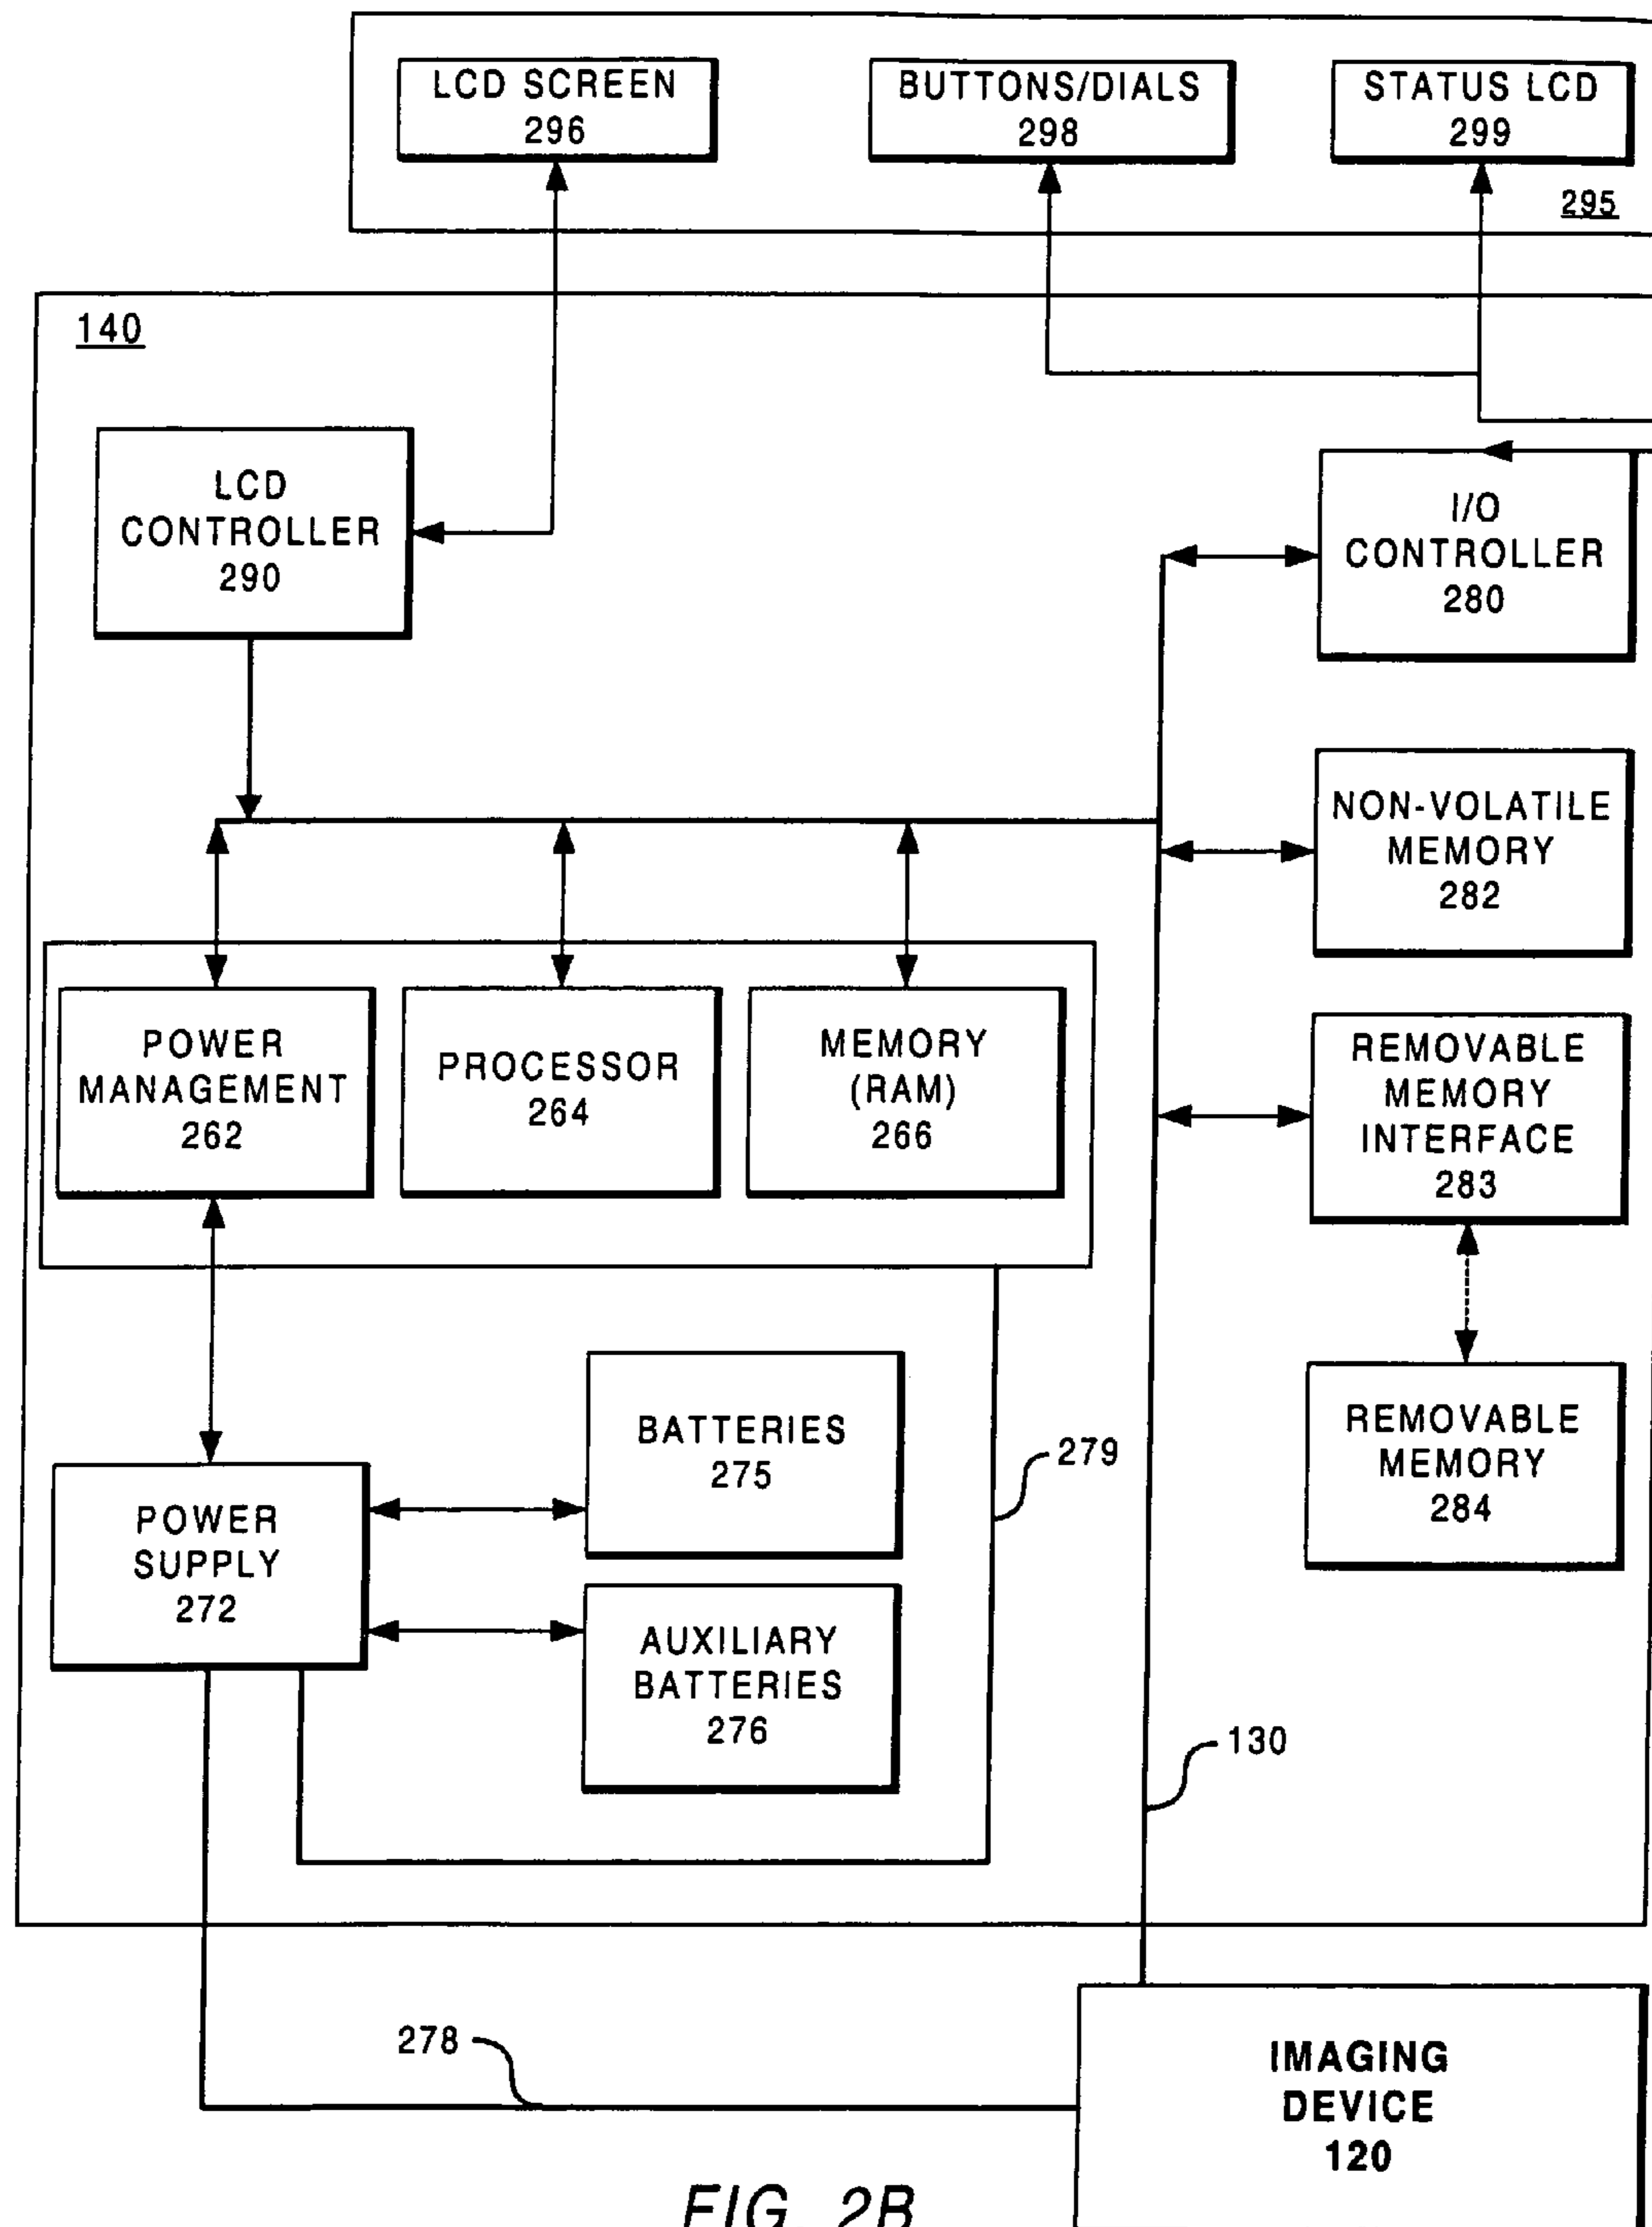 LCD SCREEN
296
BUTTONS/DIALS
298
STATUS LCD
299
295
140
LCD
CONTROLLER
290
I/O
CONTROLLER
280
NON-VOLATILE
MEMORY
282
POWER
MANAGEMENT
262
PROCESSOR
264
MEMORY
(RAM)
266
REMOVABLE
MEMORY
INTERFACE
283
BATTERIES
275
279
REMOVABLE
MEMORY
284
POWER
SUPPLY
272
AUXILIARY
BATTERIES
276
130
278
IMAGING
DEVICE
120
FIG. 2B